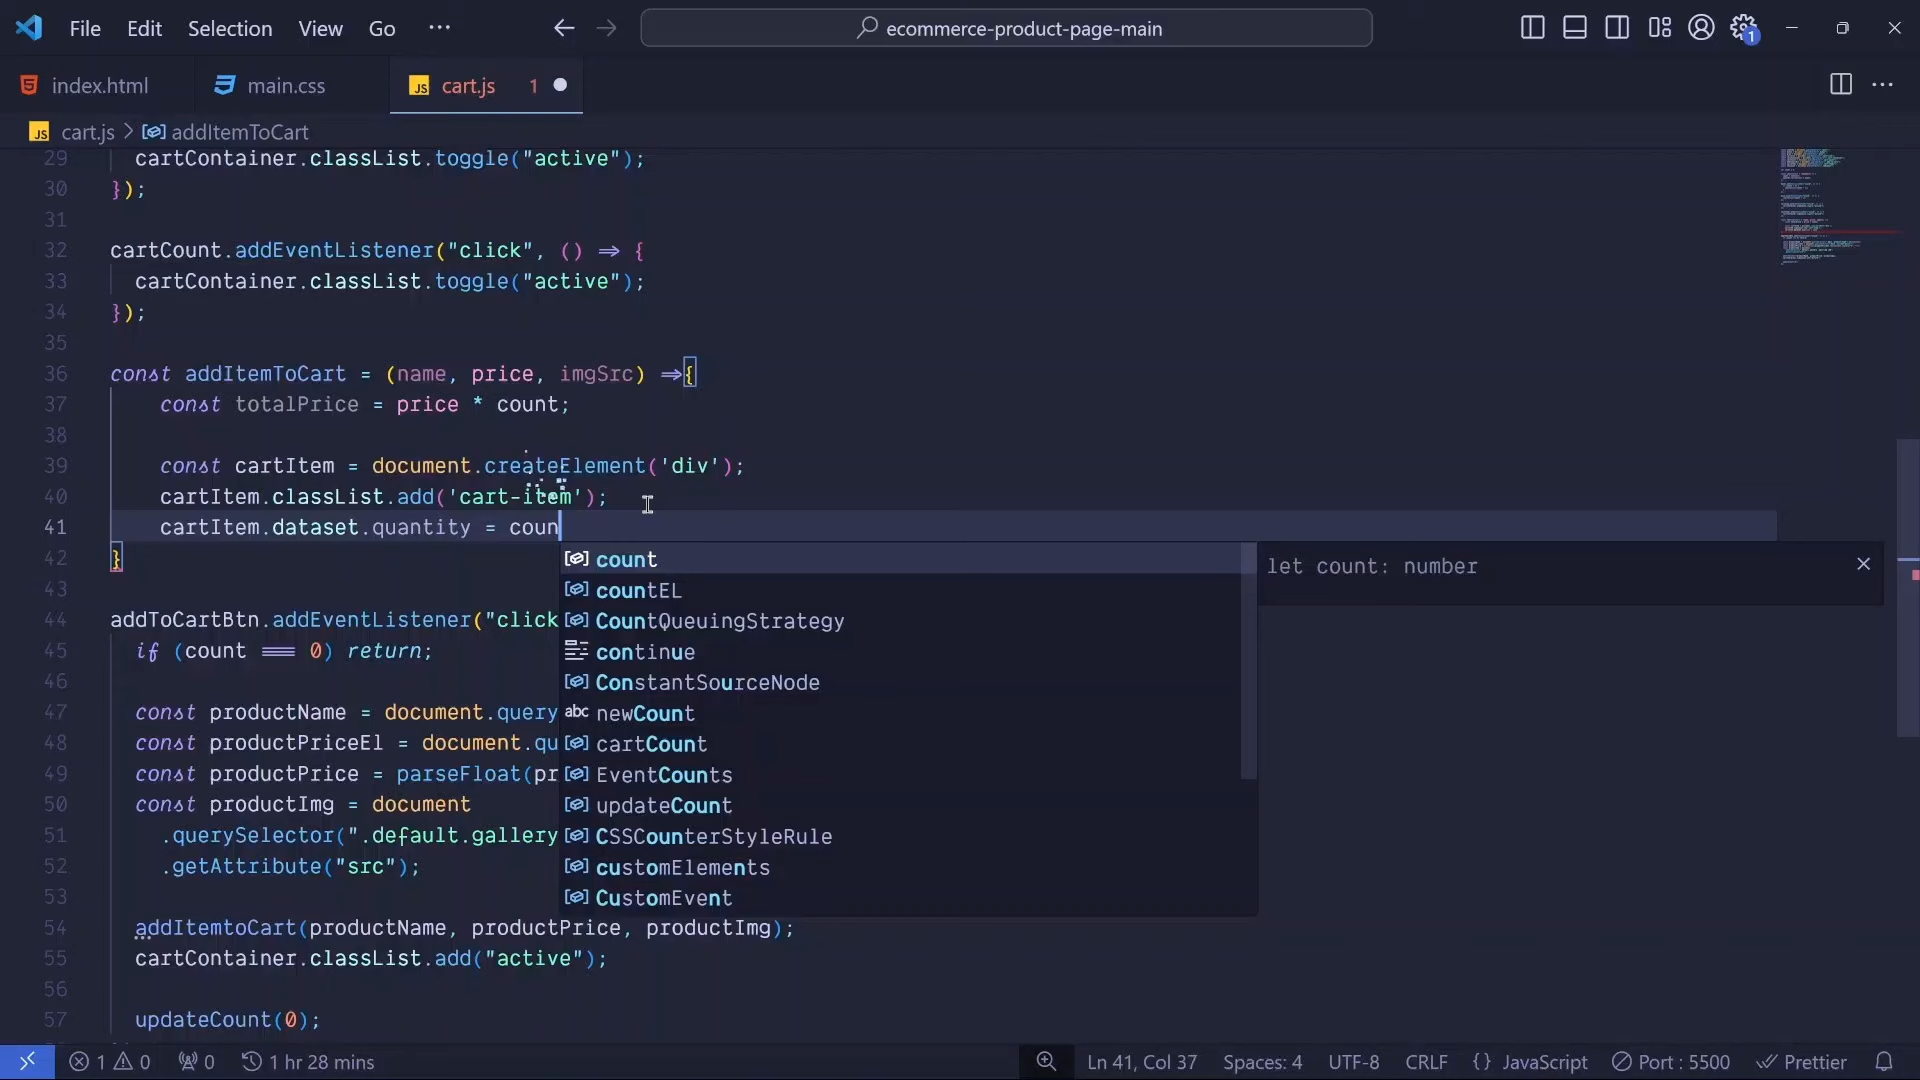 File Edit Selection View Go ··· ecommerce-product-page-main 1
index.html main.css JS cart.js 1
JS cart.js > addItemToCart
29 cartContainer.classList.toggle("active");
30 });
31
32 cartCount.addEventListener("click", () => {
33 cartContainer.classList.toggle("active");
34 });
35
36 const addItemToCart = (name, price, imgSrc) =>{
37 const totalPrice = price * count;
38
39 const cartItem = document.createElement('div');
40 cartItem.classList.add('cart-item');
41 cartItem.dataset.quantity = coun
42 }
43
44 addToCartBtn.addEventListener("click
45 if (count === 0) return;
46
47 const productName = document.query
48 const productPriceEl = document.qu
49 const productPrice = parseFloat(pr
50 const productImg = document
51 .querySelector(".default.gallery
52 .getAttribute("src");
53
54 addItemtoCart(productName, productPrice, productImg);
55 cartContainer.classList.add("active");
56
57 updateCount(0);
count
countEL
CountQueuingStrategy
continue
ConstantSourceNode
abc newCount
cartCount
EventCounts
updateCount
CSSCounterStyleRule
customElements
CustomEvent
let count: number
1 0 0 1 hr 28 mins Ln 41, Col 37 Spaces: 4 UTF-8 CRLF {} JavaScript Port : 5500 Prettier